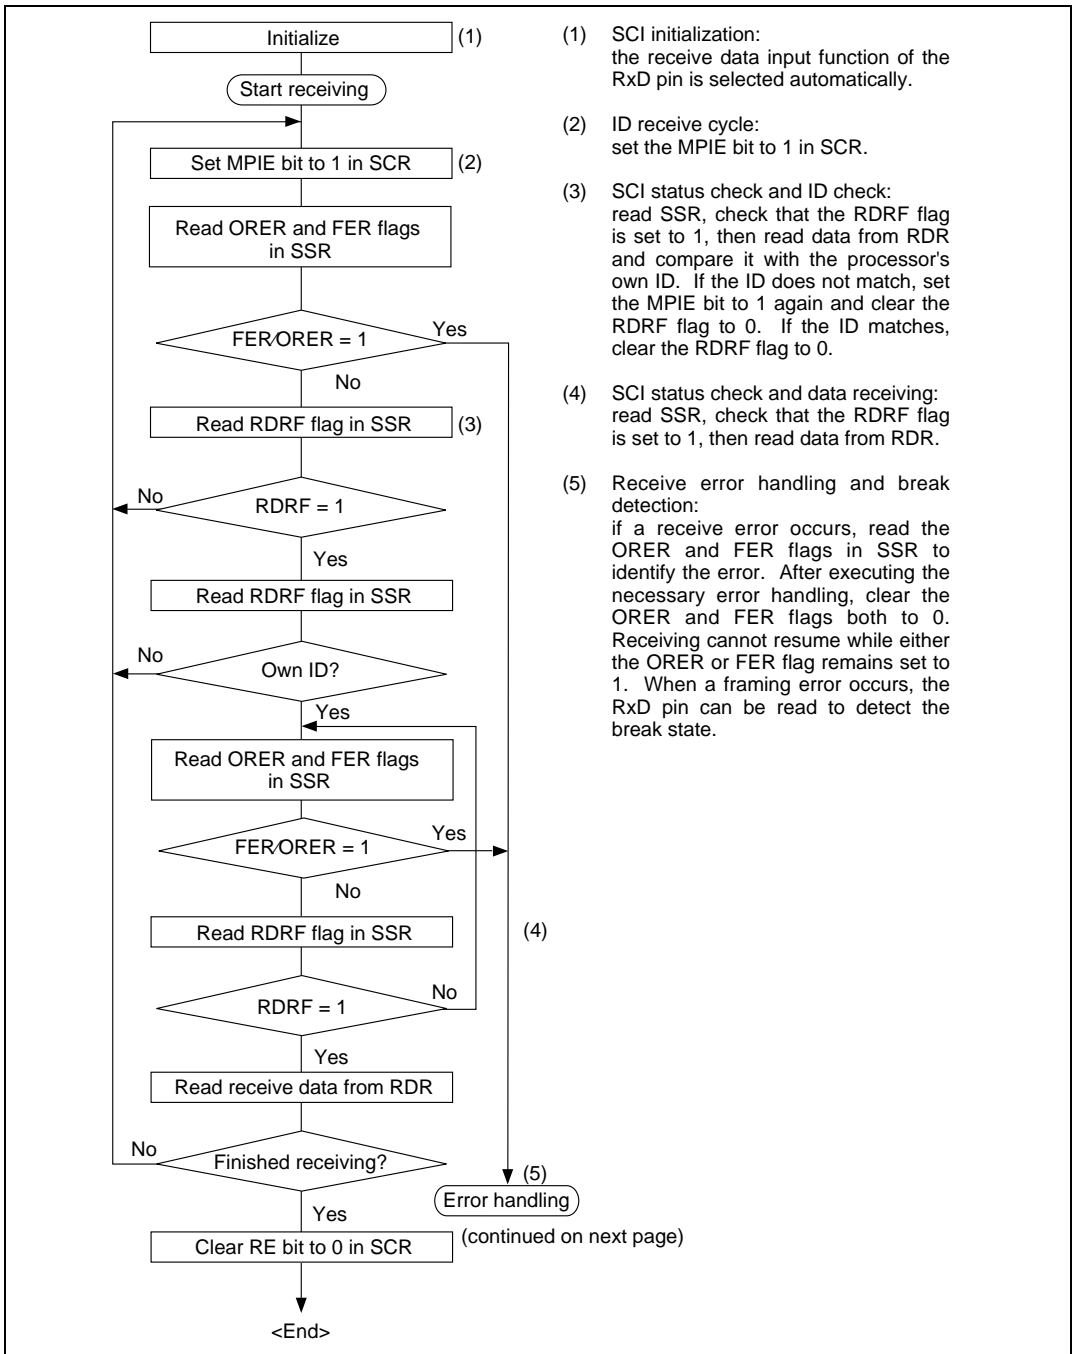 Initialize (1)
Start receiving
Set MPIE bit to 1 in SCR (2)
Read ORER and FER flags
in SSR
FER∕ORER = 1
Yes
No
Read RDRF flag in SSR (3)
No
RDRF = 1
Yes
Read RDRF flag in SSR
No
Own ID?
Yes
Read ORER and FER flags
in SSR
Yes
FER∕ORER = 1
No
Read RDRF flag in SSR
(4)
No
RDRF = 1
Yes
Read receive data from RDR
No
Finished receiving?
(5)
Error handling
Yes
(continued on next page)
Clear RE bit to 0 in SCR
<End>
(1) SCI initialization:
the receive data input function of the
RxD pin is selected automatically.
(2) ID receive cycle:
set the MPIE bit to 1 in SCR.
(3) SCI status check and ID check:
read SSR, check that the RDRF flag
is set to 1, then read data from RDR
and compare it with the processor's
own ID. If the ID does not match, set
the MPIE bit to 1 again and clear the
RDRF flag to 0. If the ID matches,
clear the RDRF flag to 0.
(4) SCI status check and data receiving:
read SSR, check that the RDRF flag
is set to 1, then read data from RDR.
(5) Receive error handling and break
detection:
if a receive error occurs, read the
ORER and FER flags in SSR to
identify the error. After executing the
necessary error handling, clear the
ORER and FER flags both to 0.
Receiving cannot resume while either
the ORER or FER flag remains set to
1. When a framing error occurs, the
RxD pin can be read to detect the
break state.